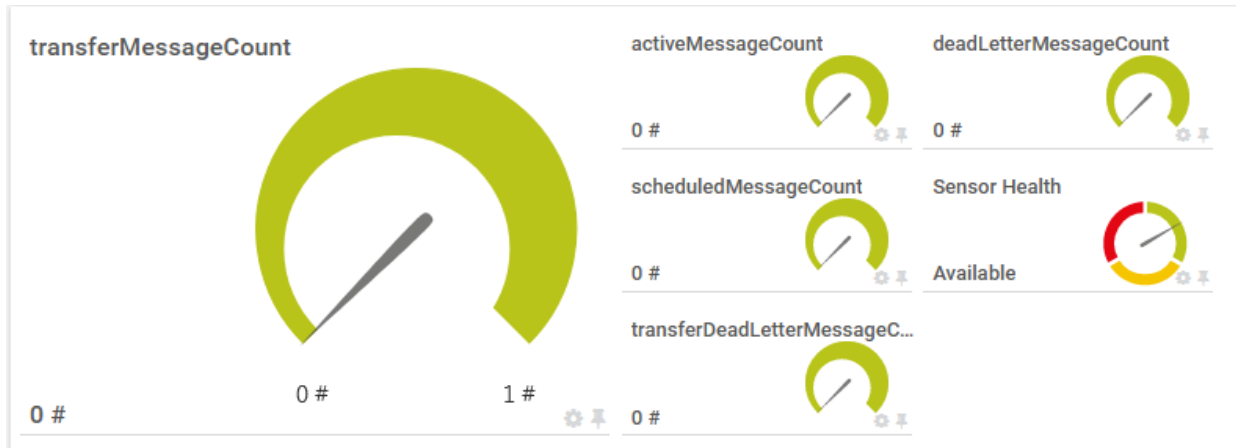 transferMessageCount
0 #
1 #
0 #
activeMessageCount
0 #
deadLetterMessageCount
0 #
scheduledMessageCount
0 #
Sensor Health
Available
transferDeadLetterMessageC...
0 #